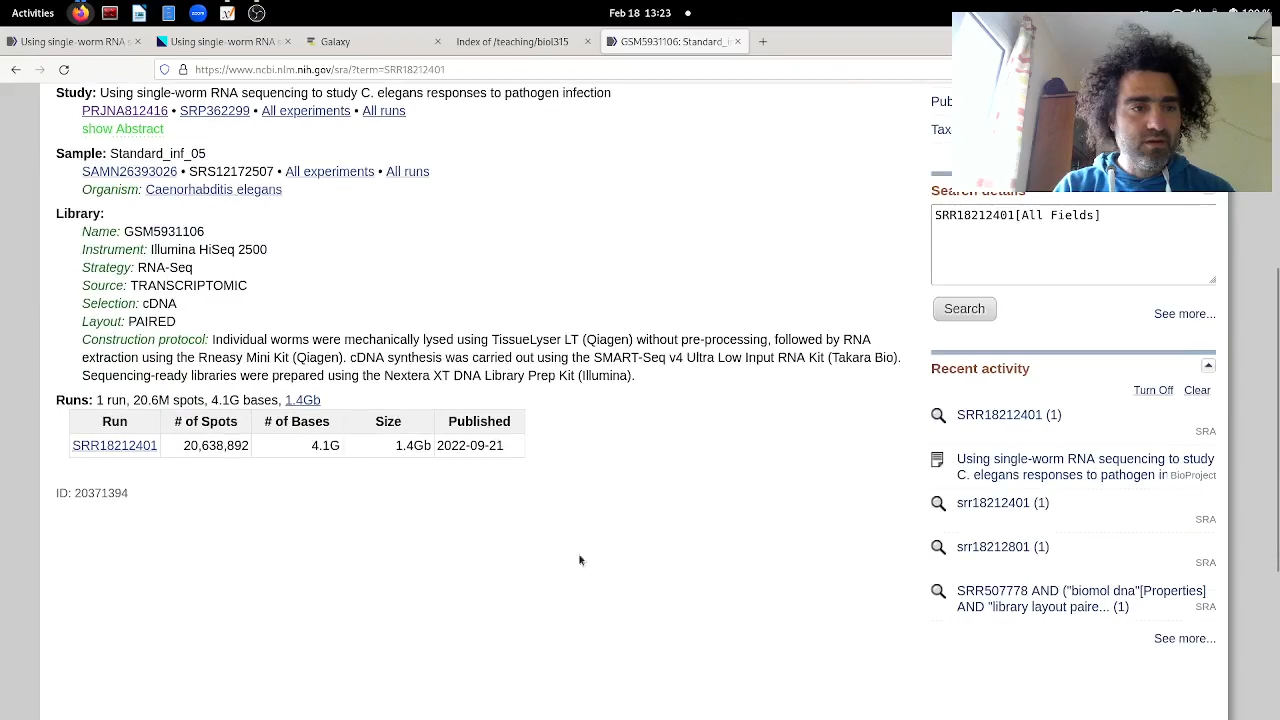 Activities
Feb 18 13:23
Using single-worm RNA s
Using single-worm RNA s
Galaxy
Index of /teaching/biol315
GSM5931106: Standard_in
https://www.ncbi.nlm.nih.gov/sra/?term=SRR18212401
Study: Using single-worm RNA sequencing to study C. elegans responses to pathogen infection
PRJNA812416 • SRP362299 • All experiments • All runs
show Abstract
Sample: Standard_inf_05
SAMN26393026 • SRS12172507 • All experiments • All runs
Organism: Caenorhabditis elegans
Library:
Name: GSM5931106
Instrument: Illumina HiSeq 2500
Strategy: RNA-Seq
Source: TRANSCRIPTOMIC
Selection: cDNA
Layout: PAIRED
Construction protocol: Individual worms were mechanically lysed using TissueLyser LT (Qiagen) without pre-processing, followed by RNA
extraction using the Rneasy Mini Kit (Qiagen). cDNA synthesis was carried out using the SMART-Seq v4 Ultra Low Input RNA Kit (Takara Bio).
Sequencing-ready libraries were prepared using the Nextera XT DNA Library Prep Kit (Illumina).
Runs: 1 run, 20.6M spots, 4.1G bases, 1.4Gb
Run # of Spots # of Bases Size Published
SRR18212401 20,638,892 4.1G 1.4Gb 2022-09-21
ID: 20371394
Pub
Tax
Search details
SRR18212401[All Fields]
Search
See more...
Recent activity
Turn Off Clear
SRR18212401 (1)
SRA
Using single-worm RNA sequencing to study
C. elegans responses to pathogen in BioProject
srr18212401 (1)
SRA
srr18212801 (1)
SRA
SRR507778 AND ("biomol dna"[Properties]
AND "library layout paire... (1) SRA
See more...